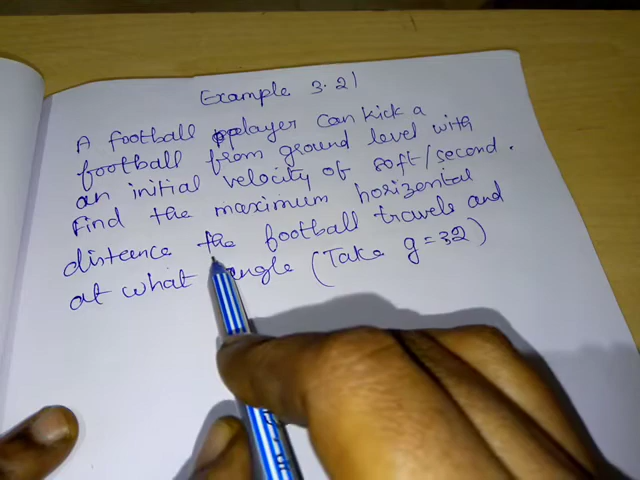 Example 3.21
A football player can kick a
football from ground level with
an initial velocity of 80ft/second.
Find the maximum horizontal
distence the football travels and
at what angle (Take g=32)